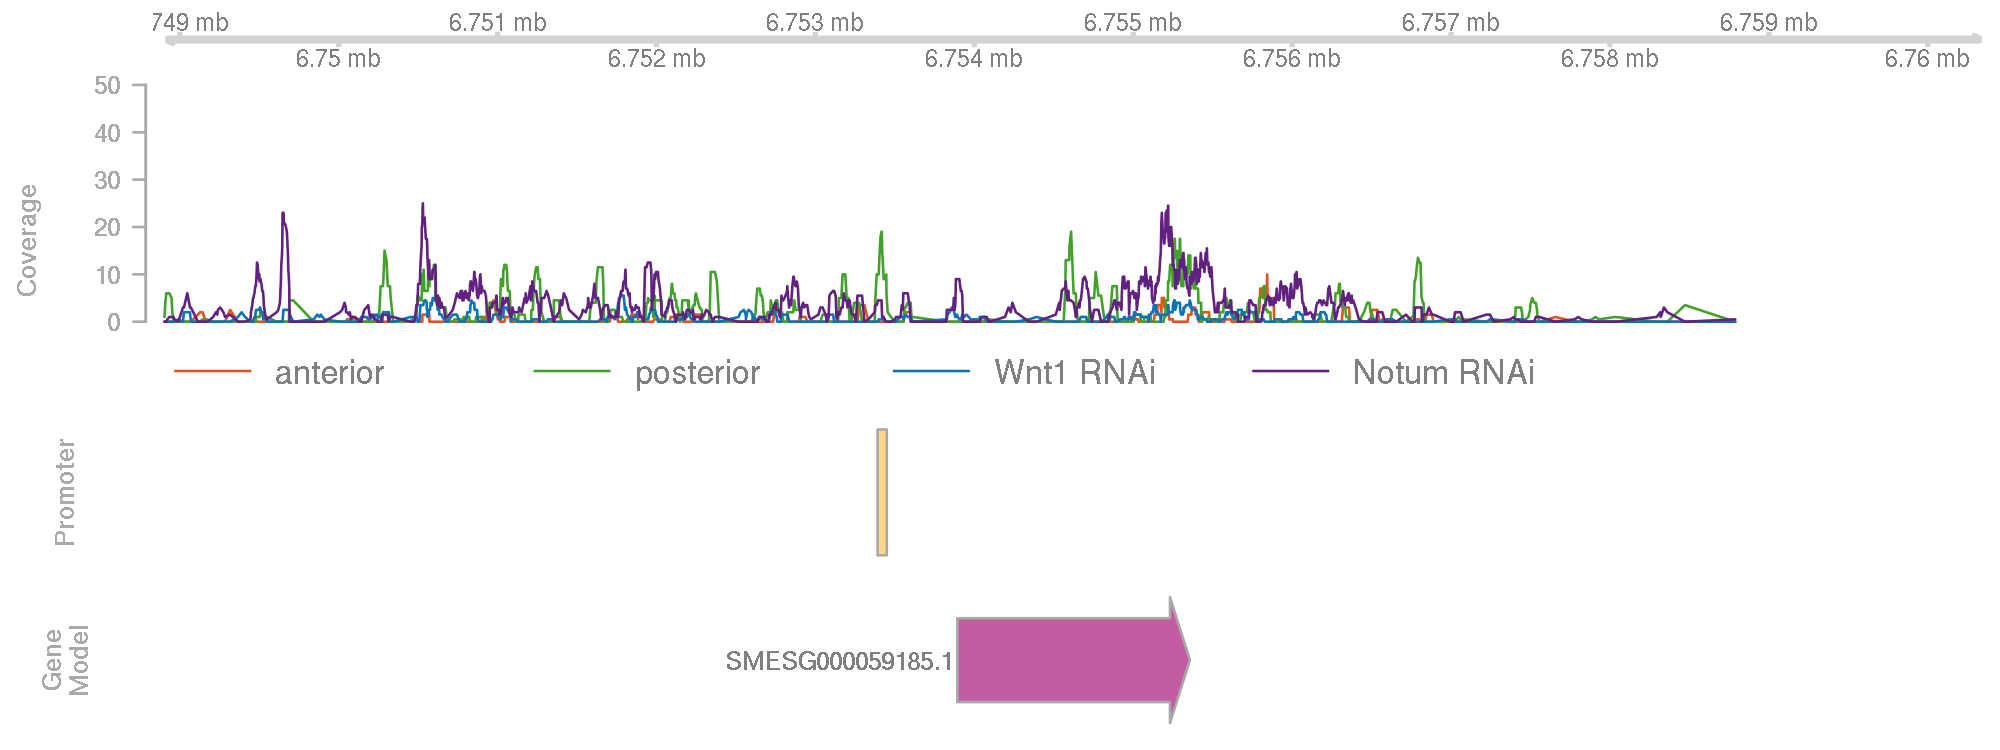 749 mb 6.751 mb 6.753 mb 6.755 mb 6.757 mb 6.759 mb
6.75 mb 6.752 mb 6.754 mb 6.756 mb 6.758 mb 6.76 mb
Coverage
50
40
30
20
10
0
anterior posterior Wnt1 RNAi Notum RNAi
Promoter
Gene
Model
SMESG000059185.1